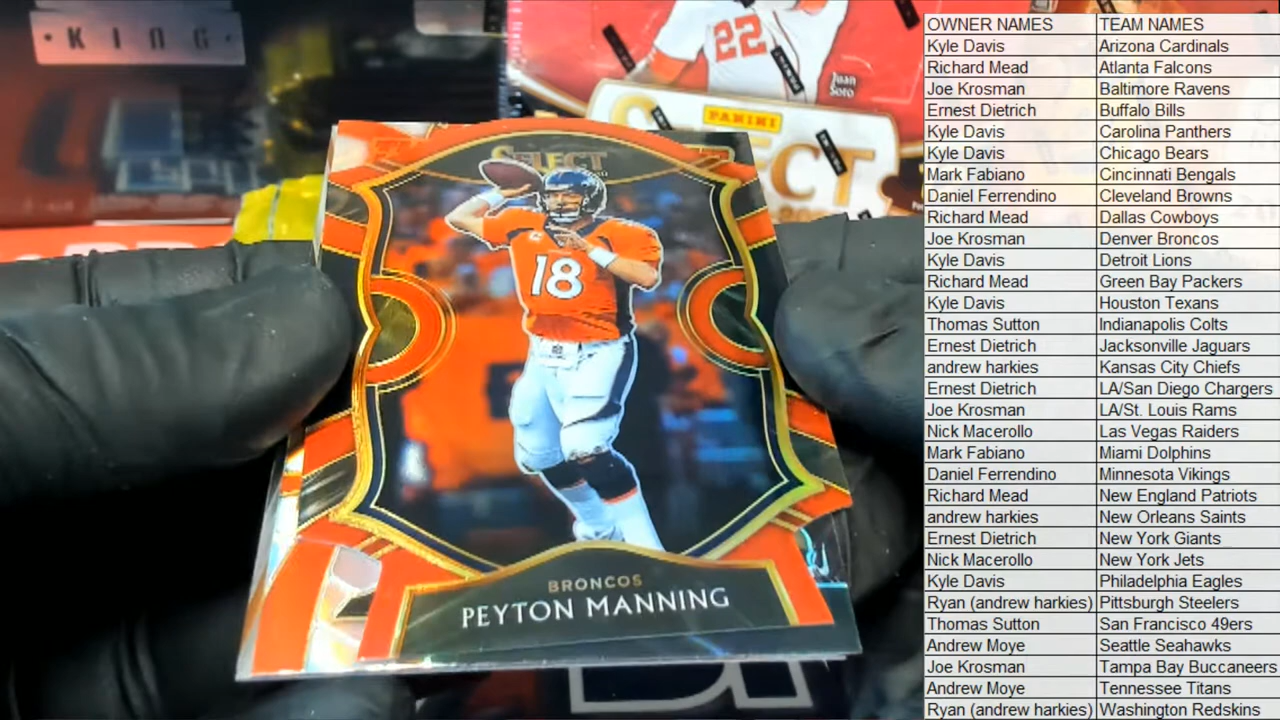 KING
22
Juan
Soto
PANINI
SELECT
18
BRONCOS
PEYTON MANNING
OWNER NAMES TEAM NAMES
Kyle Davis Arizona Cardinals
Richard Mead Atlanta Falcons
Joe Krosman Baltimore Ravens
Ernest Dietrich Buffalo Bills
Kyle Davis Carolina Panthers
Kyle Davis Chicago Bears
Mark Fabiano Cincinnati Bengals
Daniel Ferrendino Cleveland Browns
Richard Mead Dallas Cowboys
Joe Krosman Denver Broncos
Kyle Davis Detroit Lions
Richard Mead Green Bay Packers
Kyle Davis Houston Texans
Thomas Sutton Indianapolis Colts
Ernest Dietrich Jacksonville Jaguars
andrew harkies Kansas City Chiefs
Ernest Dietrich LA/San Diego Chargers
Joe Krosman LA/St. Louis Rams
Nick Macerollo Las Vegas Raiders
Mark Fabiano Miami Dolphins
Daniel Ferrendino Minnesota Vikings
Richard Mead New England Patriots
andrew harkies New Orleans Saints
Ernest Dietrich New York Giants
Nick Macerollo New York Jets
Kyle Davis Philadelphia Eagles
Ryan (andrew harkies) Pittsburgh Steelers
Thomas Sutton San Francisco 49ers
Andrew Moye Seattle Seahawks
Joe Krosman Tampa Bay Buccaneers
Andrew Moye Tennessee Titans
Ryan (andrew harkies) Washington Redskins